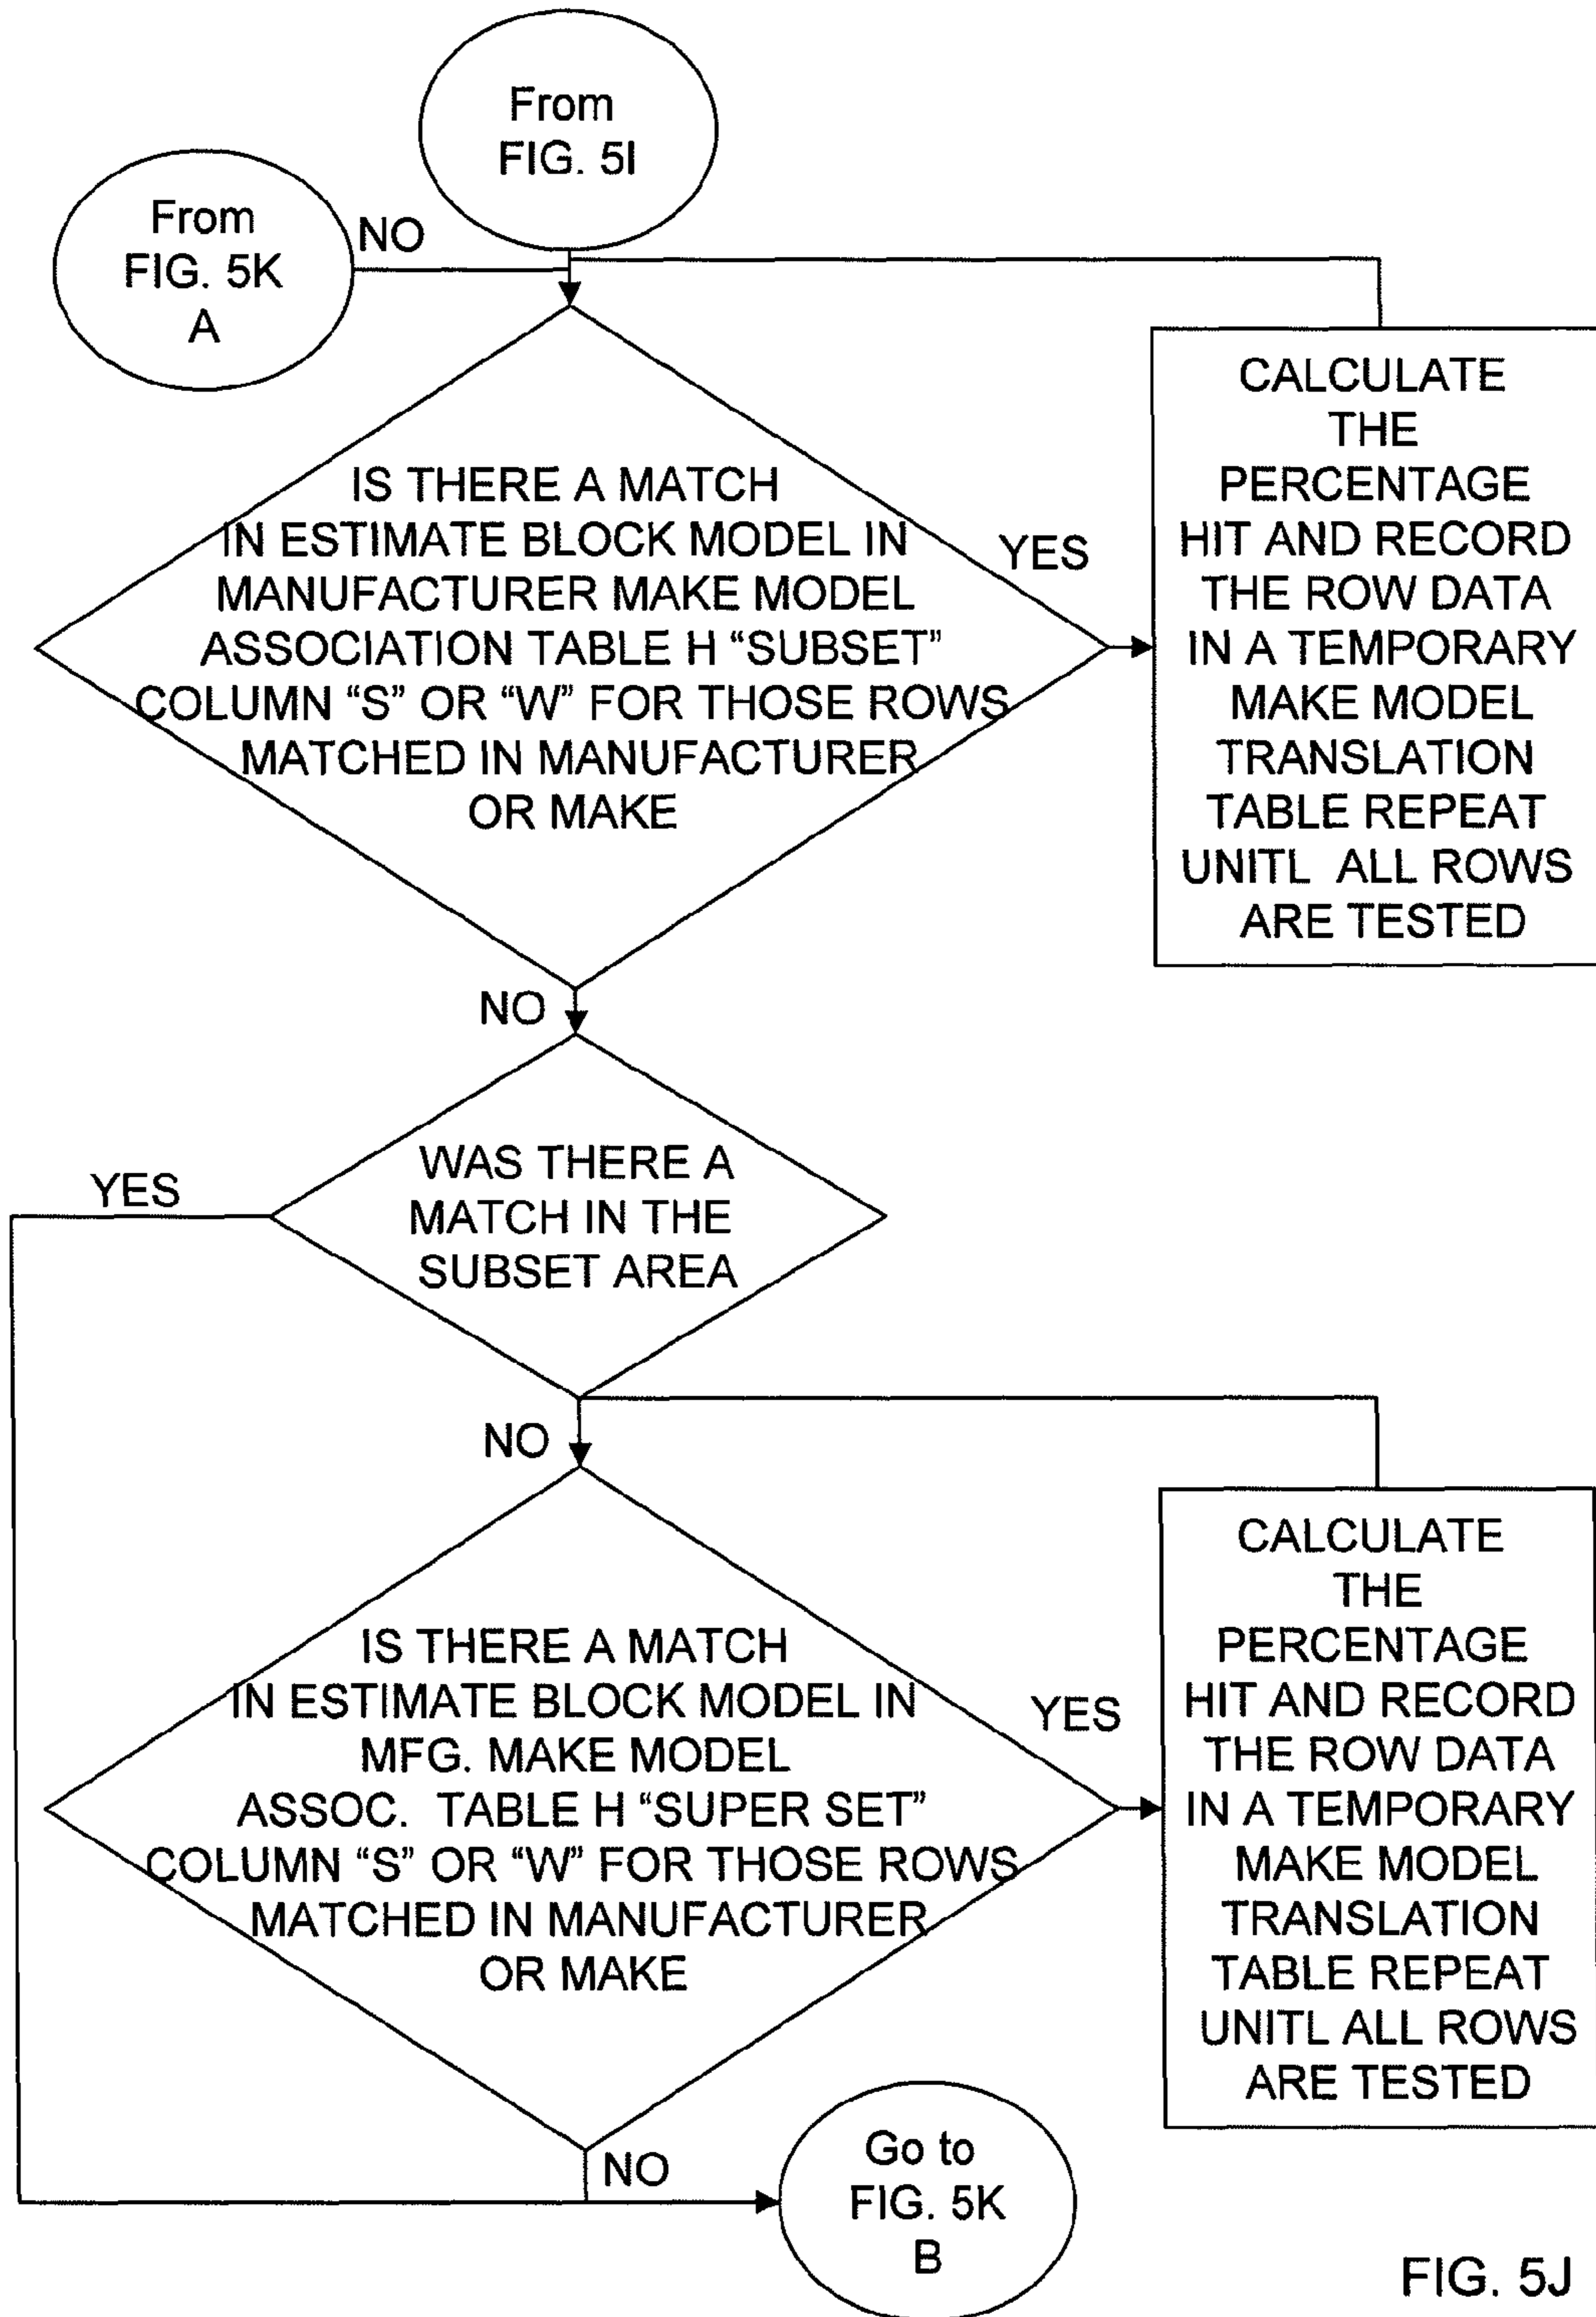 From
FIG. 5I
From
FIG. 5K
A
NO
IS THERE A MATCH
IN ESTIMATE BLOCK MODEL IN
MANUFACTURER MAKE MODEL
ASSOCIATION TABLE H “SUBSET”
COLUMN “S” OR “W” FOR THOSE ROWS
MATCHED IN MANUFACTURER
OR MAKE
YES
CALCULATE
THE
PERCENTAGE
HIT AND RECORD
THE ROW DATA
IN A TEMPORARY
MAKE MODEL
TRANSLATION
TABLE REPEAT
UNITL ALL ROWS
ARE TESTED
NO
WAS THERE A
MATCH IN THE
SUBSET AREA
YES
NO
IS THERE A MATCH
IN ESTIMATE BLOCK MODEL IN
MFG. MAKE MODEL
ASSOC. TABLE H “SUPER SET”
COLUMN “S” OR “W” FOR THOSE ROWS
MATCHED IN MANUFACTURER
OR MAKE
YES
CALCULATE
THE
PERCENTAGE
HIT AND RECORD
THE ROW DATA
IN A TEMPORARY
MAKE MODEL
TRANSLATION
TABLE REPEAT
UNITL ALL ROWS
ARE TESTED
NO
Go to
FIG. 5K
B
FIG. 5J